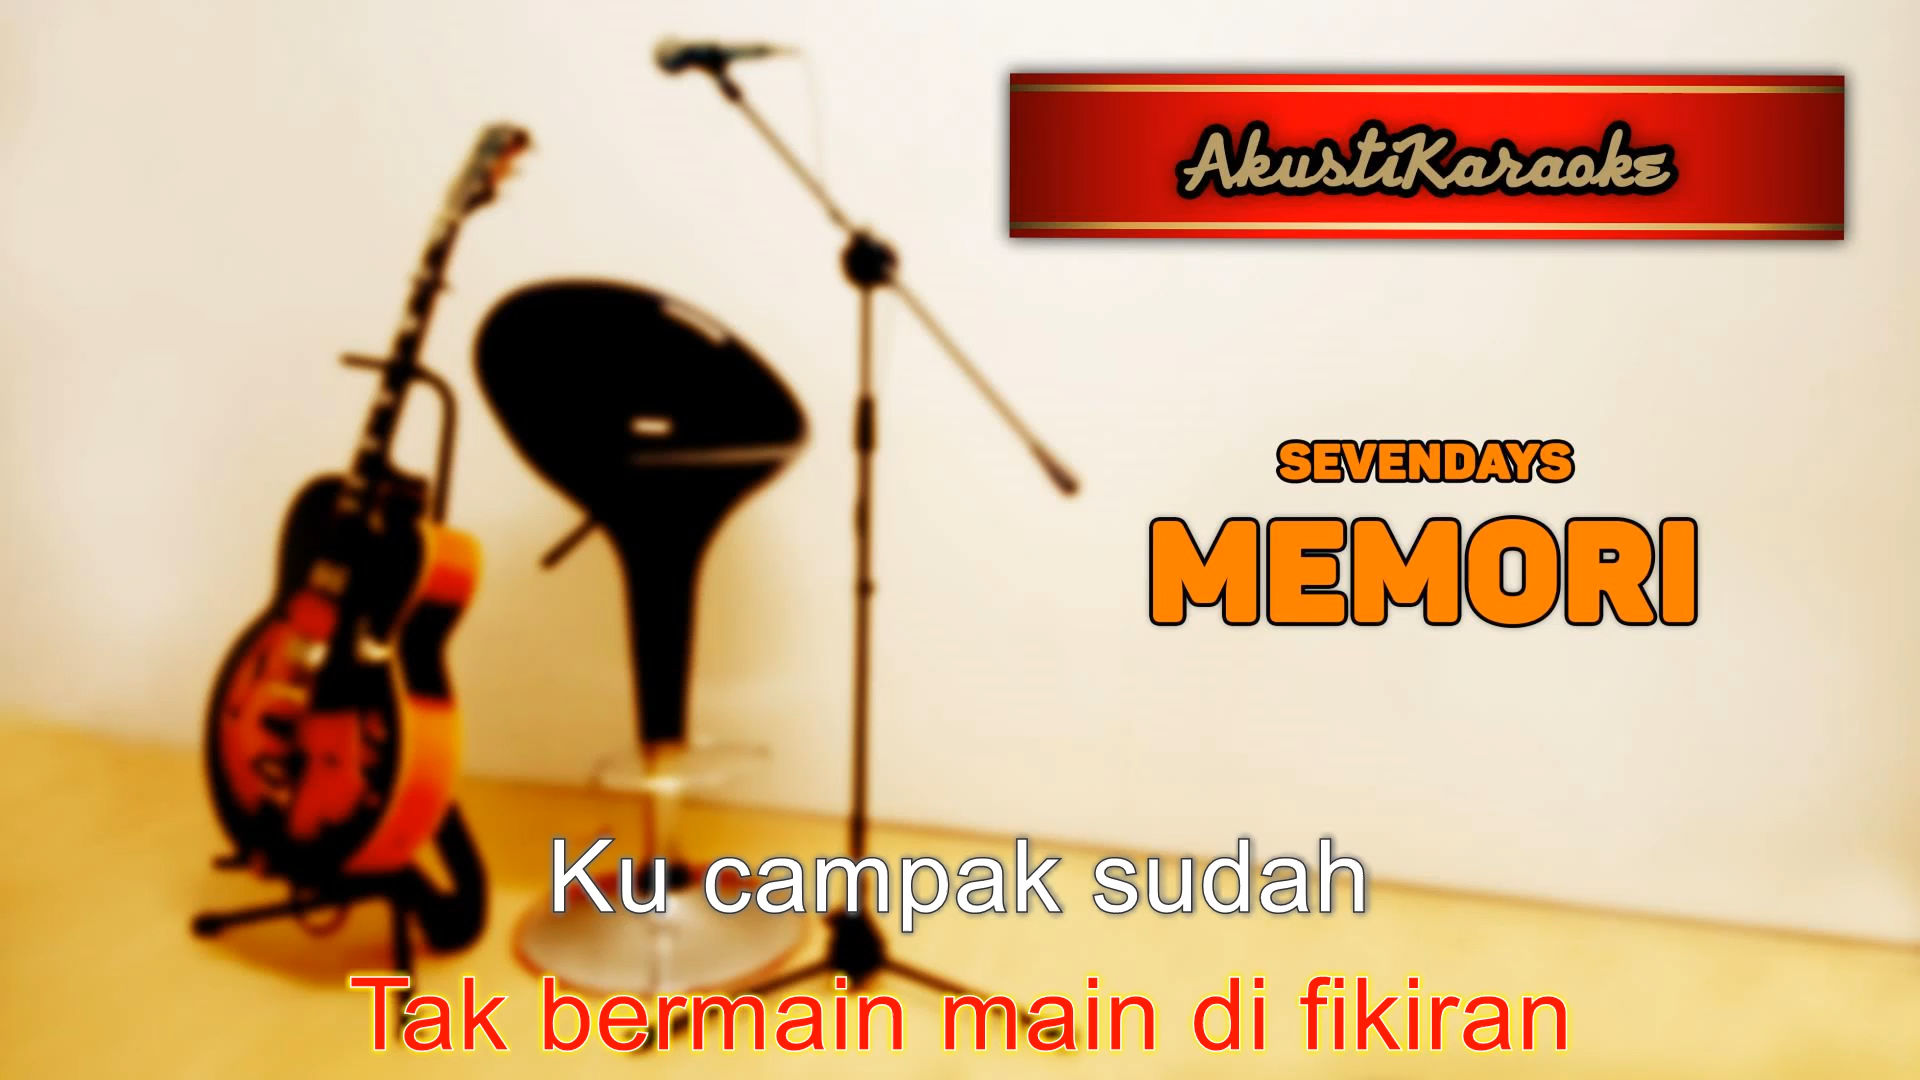 AkustiKaraoke
SEVENDAYS
MEMORI
Ku campak sudah
Tak bermain main di fikiran